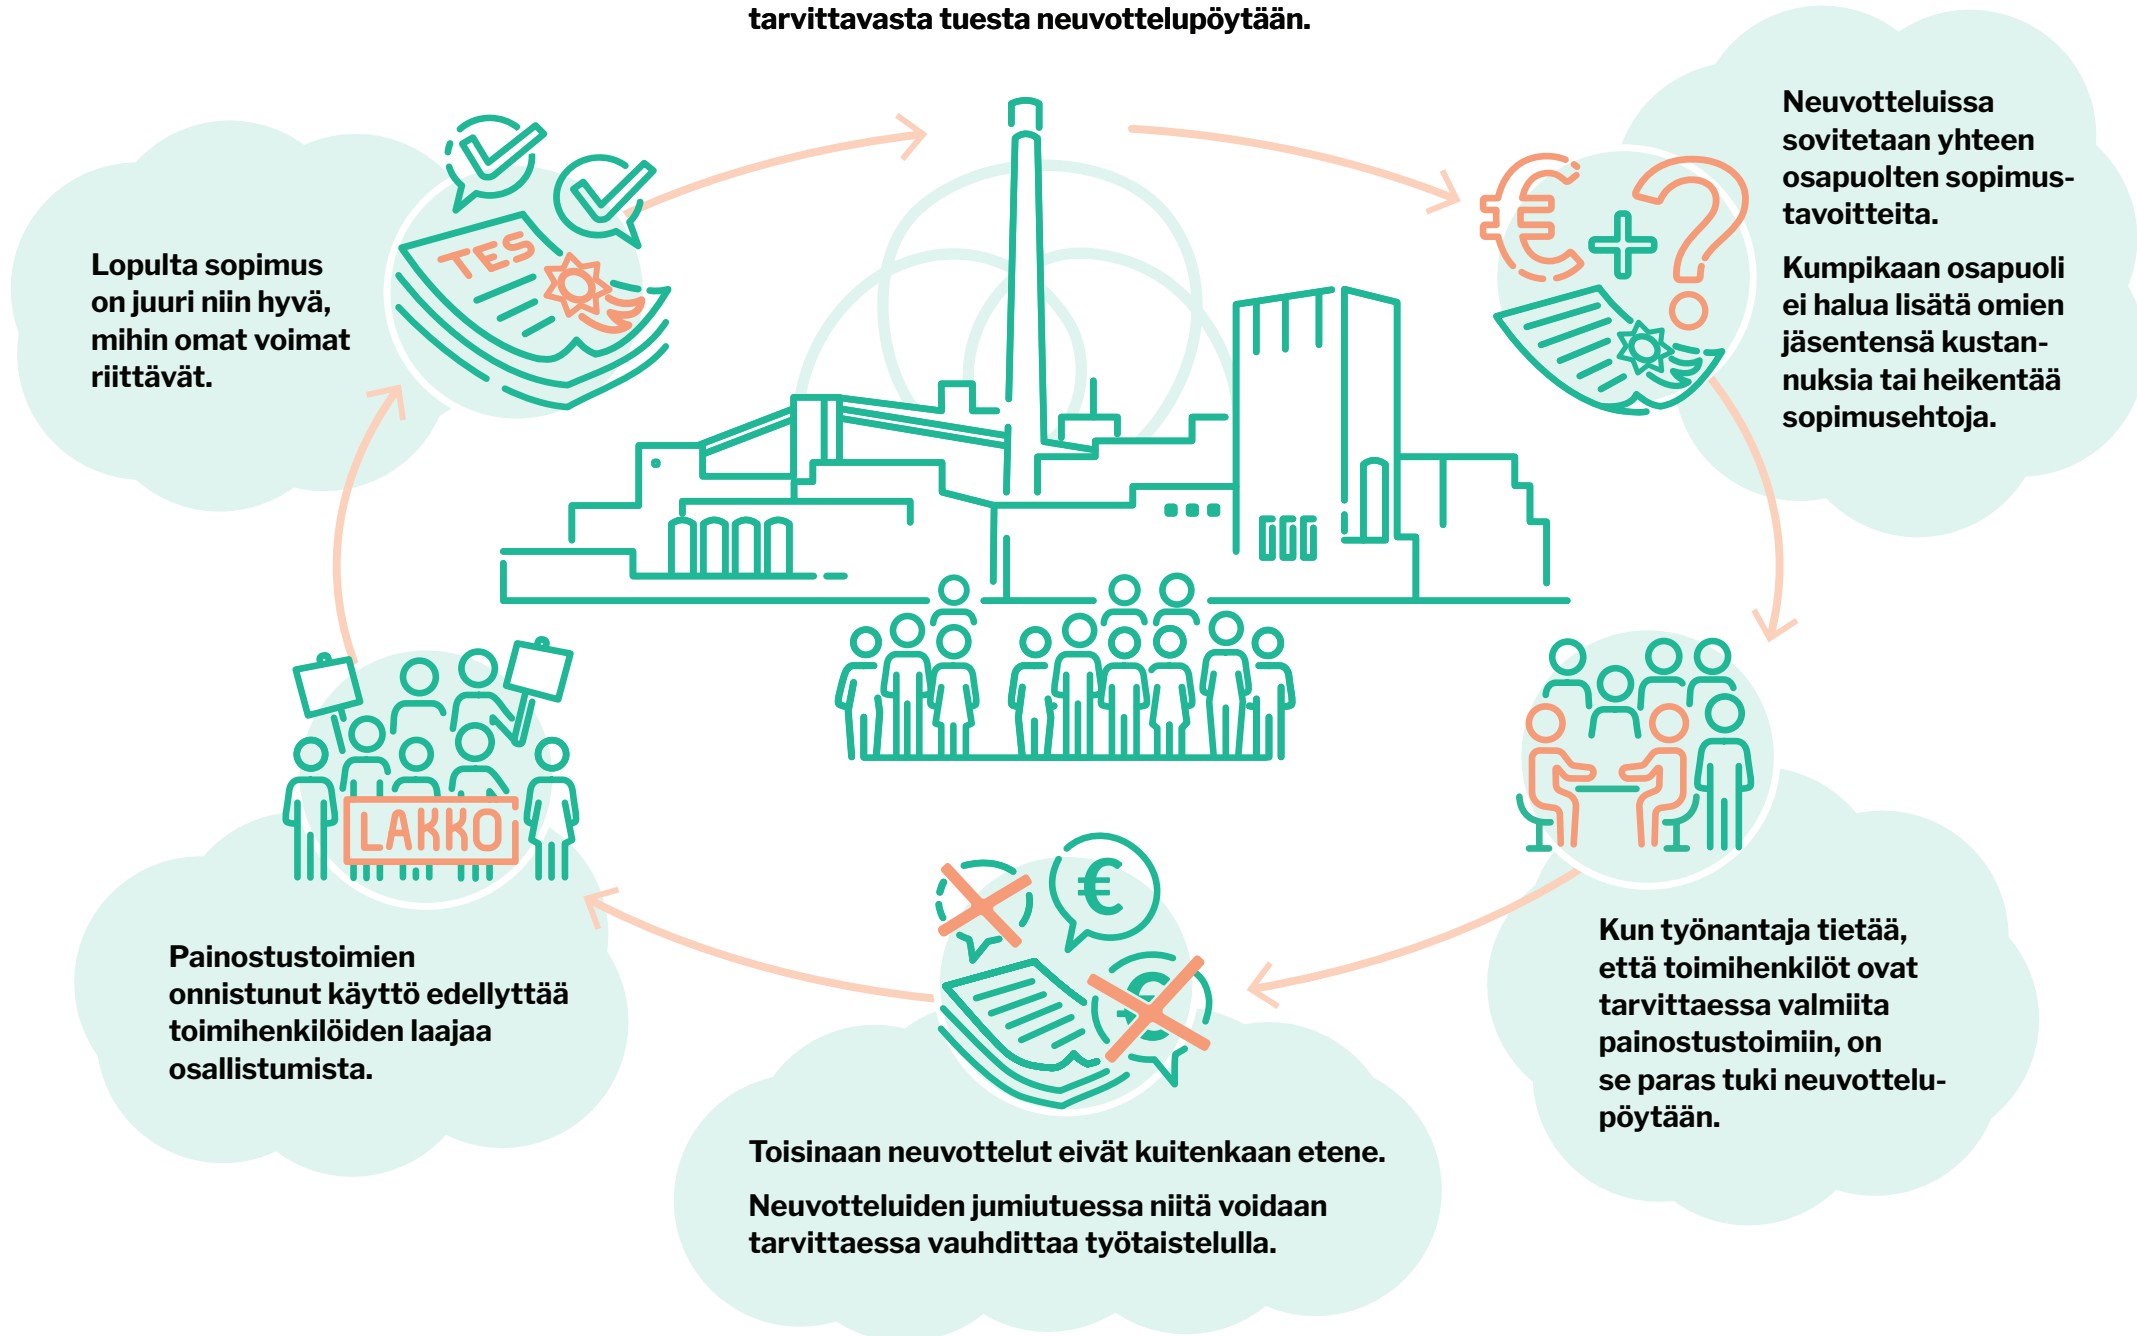 tarvittavasta tuesta neuvottelupöytään.
Neuvotteluissa
sovitetaan yhteen
osapuolten sopimus-
tavoitteita.
Kumpikaan osapuoli
ei halua lisätä omien
jäsentensä kustan-
nuksia tai heikentää
sopimusehtoja.
€ + ?
Kun työnantaja tietää,
että toimihenkilöt ovat
tarvittaessa valmiita
painostustoimiin, on
se paras tuki neuvottelu-
pöytään.
€
€
Toisinaan neuvottelut eivät kuitenkaan etene.
Neuvotteluiden jumiutuessa niitä voidaan
tarvittaessa vauhdittaa työtaistelulla.
LAKKO
Painostustoimien
onnistunut käyttö edellyttää
toimihenkilöiden laajaa
osallistumista.
TES
Lopulta sopimus
on juuri niin hyvä,
mihin omat voimat
riittävät.